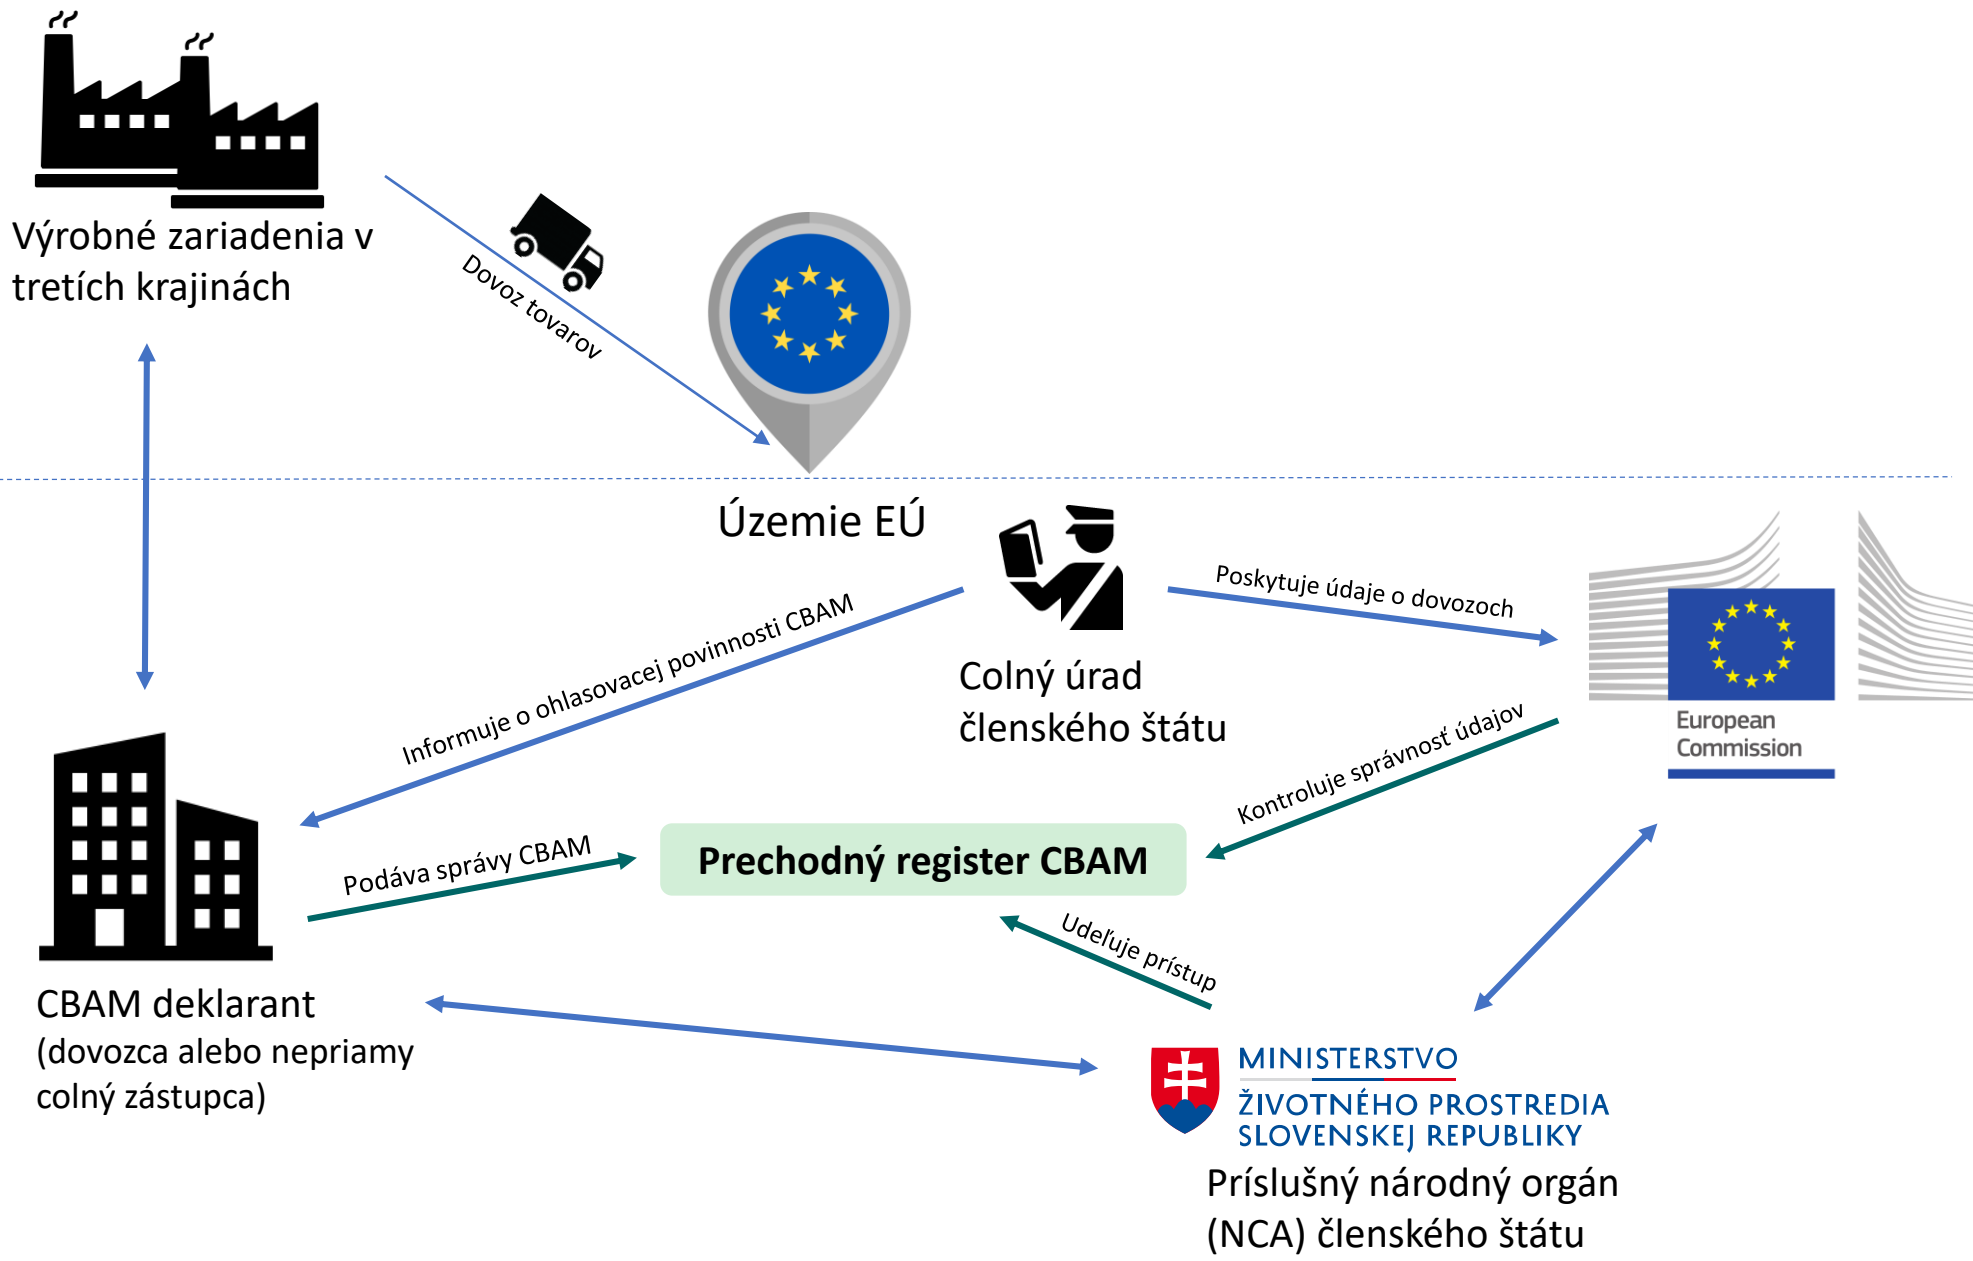 Výrobné zariadenia v
tretích krajinách
Dovoz tovarov
Územie EÚ
Poskytuje údaje o dovozoch
Informuje o ohlasovacej povinnosti CBAM
Colný úrad
členského štátu
European
Commission
Kontroluje správnosť údajov
Podáva správy CBAM
Prechodný register CBAM
Udeľuje prístup
CBAM deklarant
(dovozca alebo nepriamy
colný zástupca)
MINISTERSTVO
ŽIVOTNÉHO PROSTREDIA
SLOVENSKEJ REPUBLIKY
Príslušný národný orgán
(NCA) členského štátu